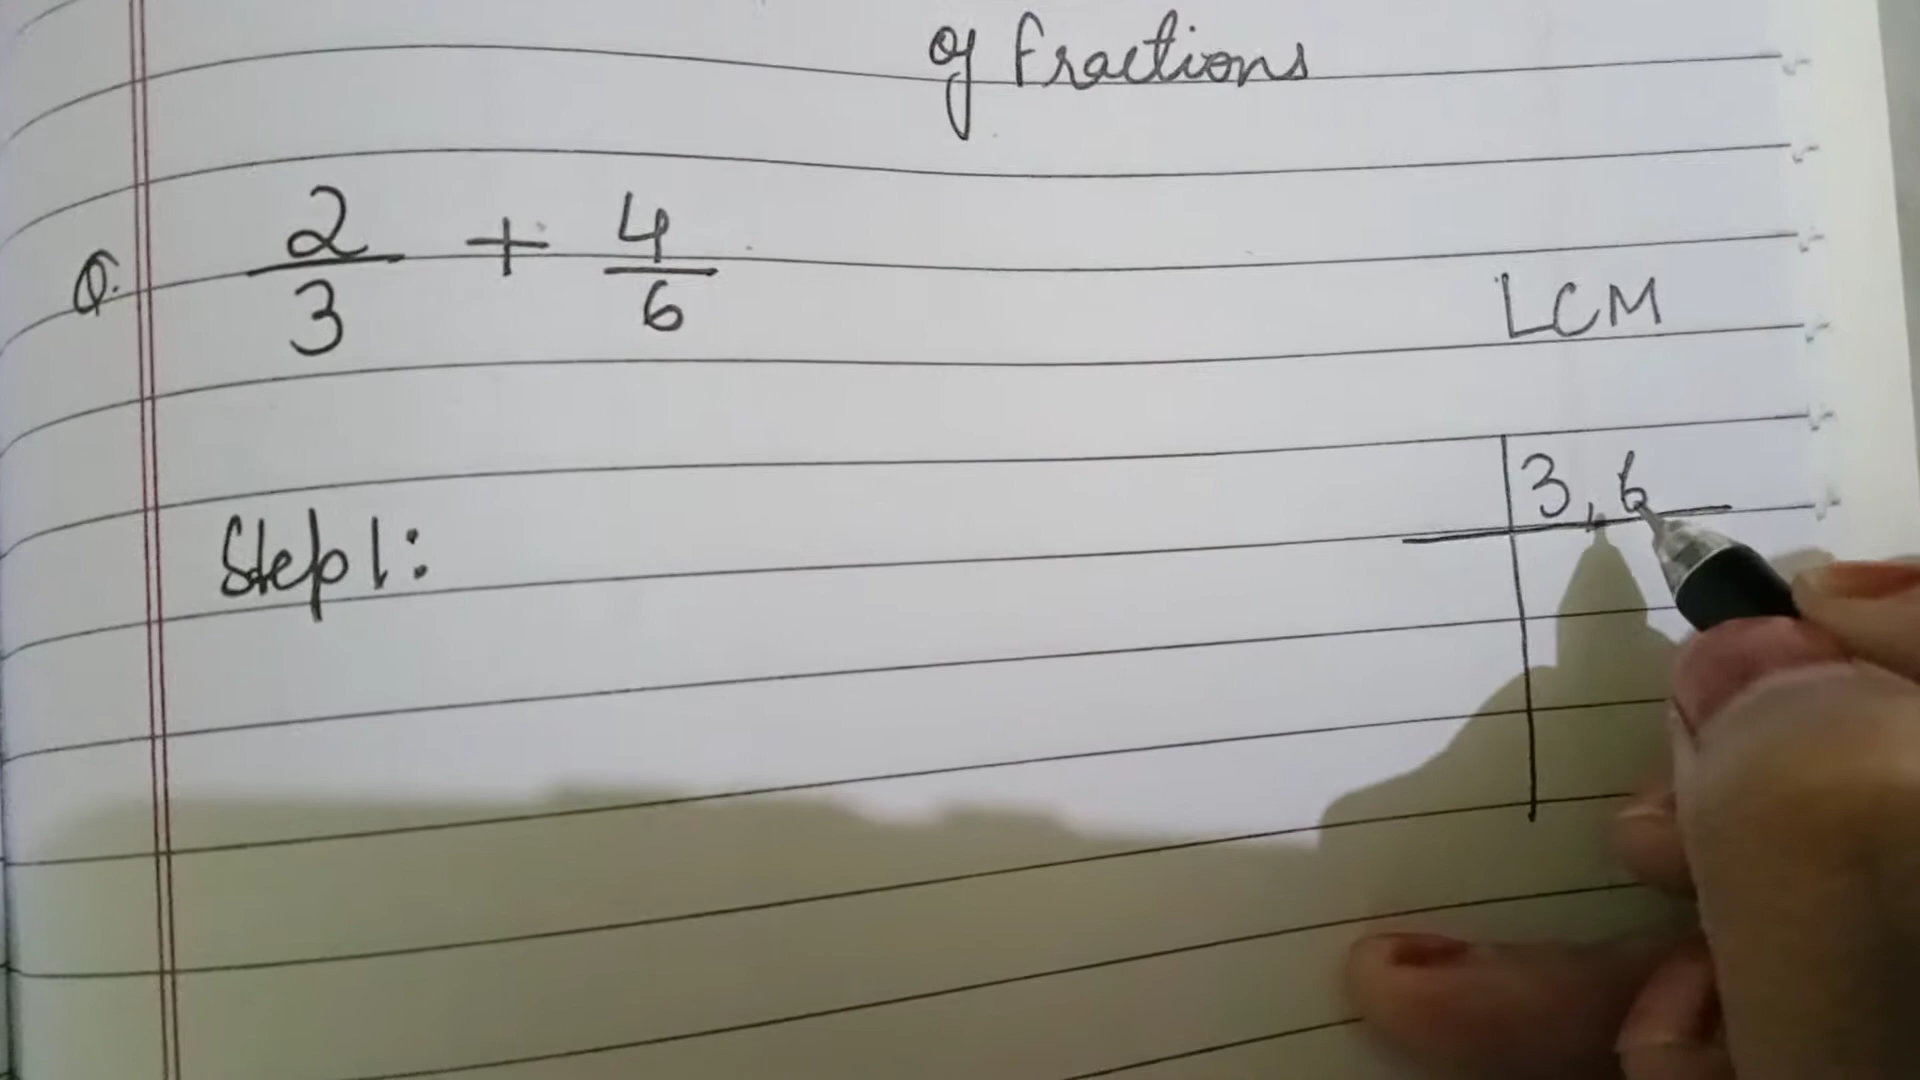 of Fractions
Q. 2/3 + 4/6
LCM
3, 6
Step 1: